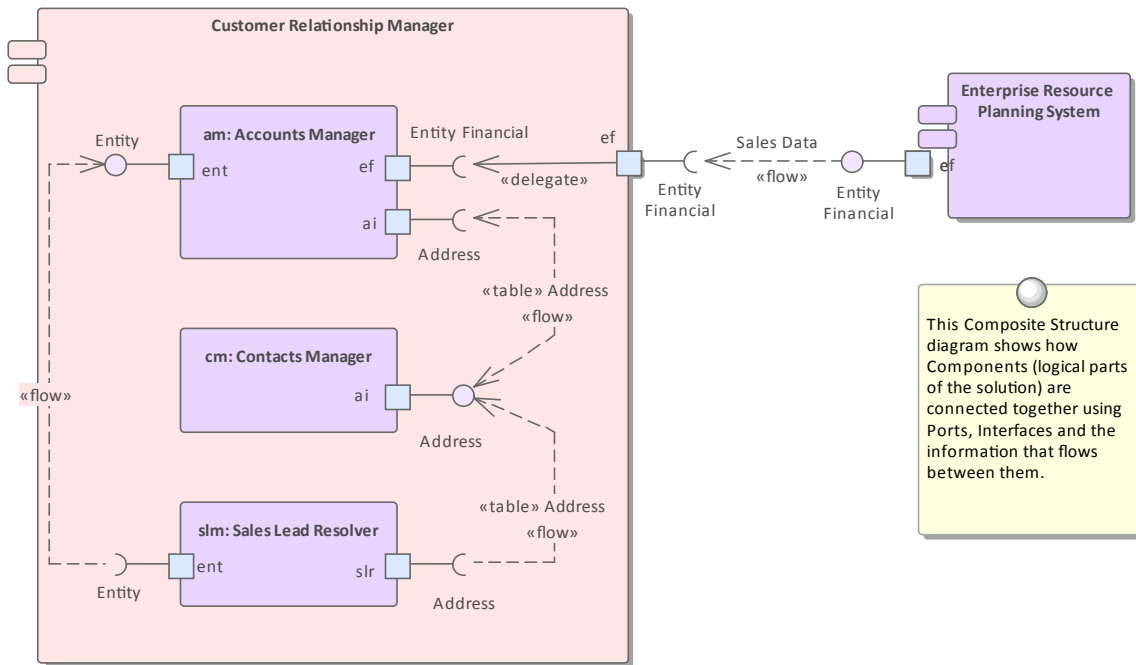 Customer Relationship Manager
Enterprise Resource
Planning System
ef
Entity
am: Accounts Manager
ent
ef
ai
Entity Financial
«delegate»
ef
Entity
Financial
Sales Data
«flow»
Entity
Financial
Address
«table» Address
«flow»
cm: Contacts Manager
ai
Address
«flow»
«table» Address
«flow»
slm: Sales Lead Resolver
ent
slr
Entity
Address
This Composite Structure
diagram shows how
Components (logical parts
of the solution) are
connected together using
Ports, Interfaces and the
information that flows
between them.